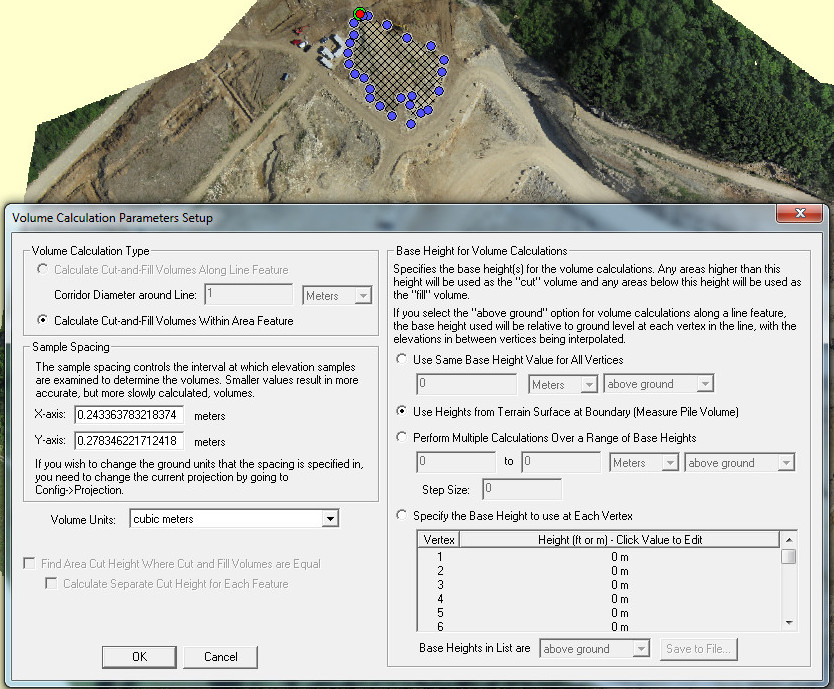 Volume Calculation Parameters Setup
Volume Calculation Type
Calculate Cut-and-Fill Volumes Along Line Feature
Corridor Diameter around Line: 1 Meters
Calculate Cut-and-Fill Volumes Within Area Feature
Sample Spacing
The sample spacing controls the interval at which elevation samples
are examined to determine the volumes. Smaller values result in more
accurate, but more slowly calculated, volumes.
X-axis: 0.243363783218374 meters
Y-axis: 0.278346221712418 meters
If you wish to change the ground units that the spacing is specified in,
you need to change the current projection by going to
Config->Projection.
Volume Units: cubic meters
Find Area Cut Height Where Cut and Fill Volumes are Equal
Calculate Separate Cut Height for Each Feature
OK Cancel
Base Height for Volume Calculations
Specifies the base height(s) for the volume calculations. Any areas higher than this
height will be used as the "cut" volume and any areas below this height will be used as
the "fill" volume.
If you select the "above ground" option for volume calculations along a line feature,
the base height used will be relative to ground level at each vertex in the line, with the
elevations in between vertices being interpolated.
Use Same Base Height Value for All Vertices
0 Meters above ground
Use Heights from Terrain Surface at Boundary (Measure Pile Volume)
Perform Multiple Calculations Over a Range of Base Heights
0 to 0 Meters above ground
Step Size: 0
Specify the Base Height to use at Each Vertex
Vertex Height (ft or m) - Click Value to Edit
1 0 m
2 0 m
3 0 m
4 0 m
5 0 m
6 0 m
Base Heights in List are above ground Save to File...